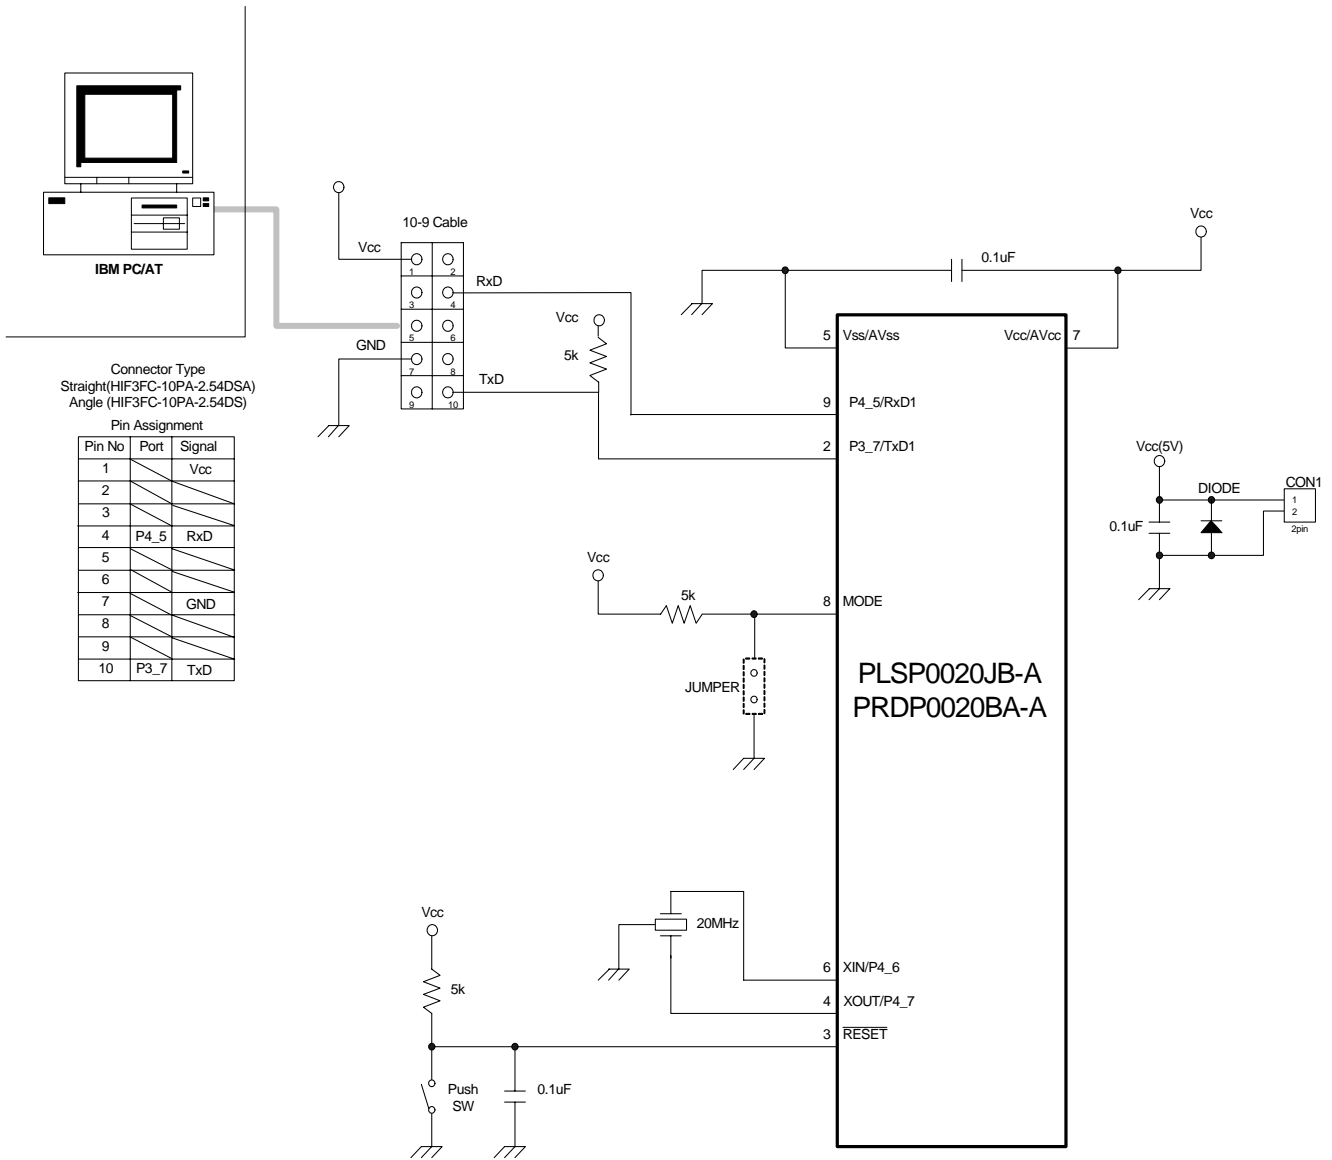 IBM PC/AT
Connector Type
Straight(HIF3FC-10PA-2.54DSA)
Angle (HIF3FC-10PA-2.54DS)
Pin Assignment
Pin No Port Signal
1 Vcc
2
3
4 P4_5 RxD
5
6
7 GND
8
9
10 P3_7 TxD
10-9 Cable
Vcc
1 2
RxD
3 4
5 6
GND
7 8
TxD
9 10
Vcc
5k
Vcc
0.1uF
5 Vss/AVss Vcc/AVcc 7
9 P4_5/RxD1
2 P3_7/TxD1
Vcc
5k
8 MODE
JUMPER
PLSP0020JB-A
PRDP0020BA-A
Vcc(5V)
DIODE
CON1
1
2
2pin
0.1uF
20MHz
6 XIN/P4_6
4 XOUT/P4_7
3 RESET
Vcc
5k
Push
SW
0.1uF